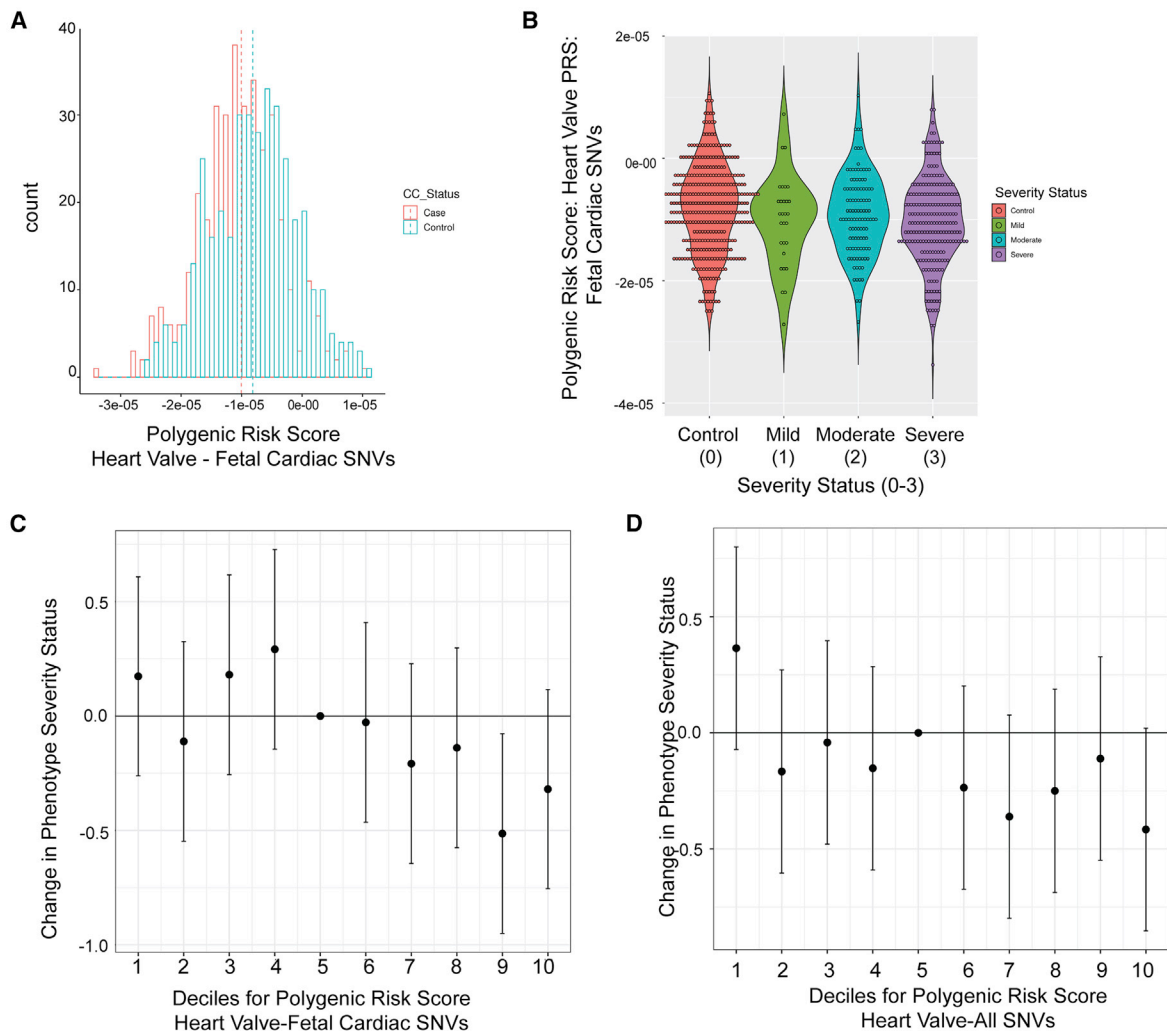 A
40
30
20
10
0
count
-3e-05 -2e-05 -1e-05 0e-00 1e-05
Polygenic Risk Score
Heart Valve - Fetal Cardiac SNVs
CC_Status
Case
Control
B
2e-05
0e-00
-2e-05
-4e-05
Polygenic Risk Score: Heart Valve PRS:
Fetal Cardiac SNVs
Control Mild Moderate Severe
(0) (1) (2) (3)
Severity Status (0-3)
Severity Status
Control
Mild
Moderate
Severe
C
0.5
0.0
-0.5
-1.0
Change in Phenotype Severity Status
1 2 3 4 5 6 7 8 9 10
Deciles for Polygenic Risk Score
Heart Valve-Fetal Cardiac SNVs
D
0.5
0.0
-0.5
Change in Phenotype Severity Status
1 2 3 4 5 6 7 8 9 10
Deciles for Polygenic Risk Score
Heart Valve-All SNVs